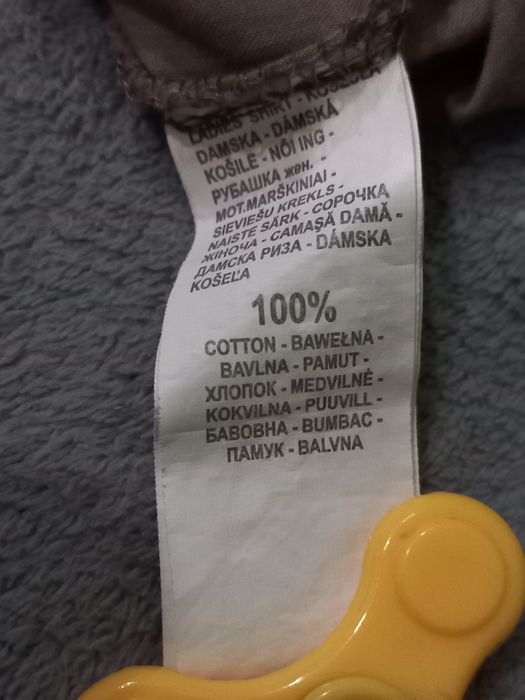 LADIES' SHIRT - KOSZULA
DAMSKA - DÁMSKÁ
KOŠILE - NŐI ING -
РУБАШКА жен. -
MOT.MARŠKINIAI -
SIEVIEŠU KREKLS -
NAISTE SÄRK - СОРОЧКА
ЖІНОЧА - CAMAŞĂ DAMĂ -
ДАМСКА РИЗА - DÁMSKA
KOŠEĽA
100%
COTTON - BAWEŁNA -
BAVLNA - PAMUT -
ХЛОПОК - MEDVILNĖ -
KOKVILNA - PUUVILL -
БАВОВНА - BUMBAC -
ПАМУК - BALVNA